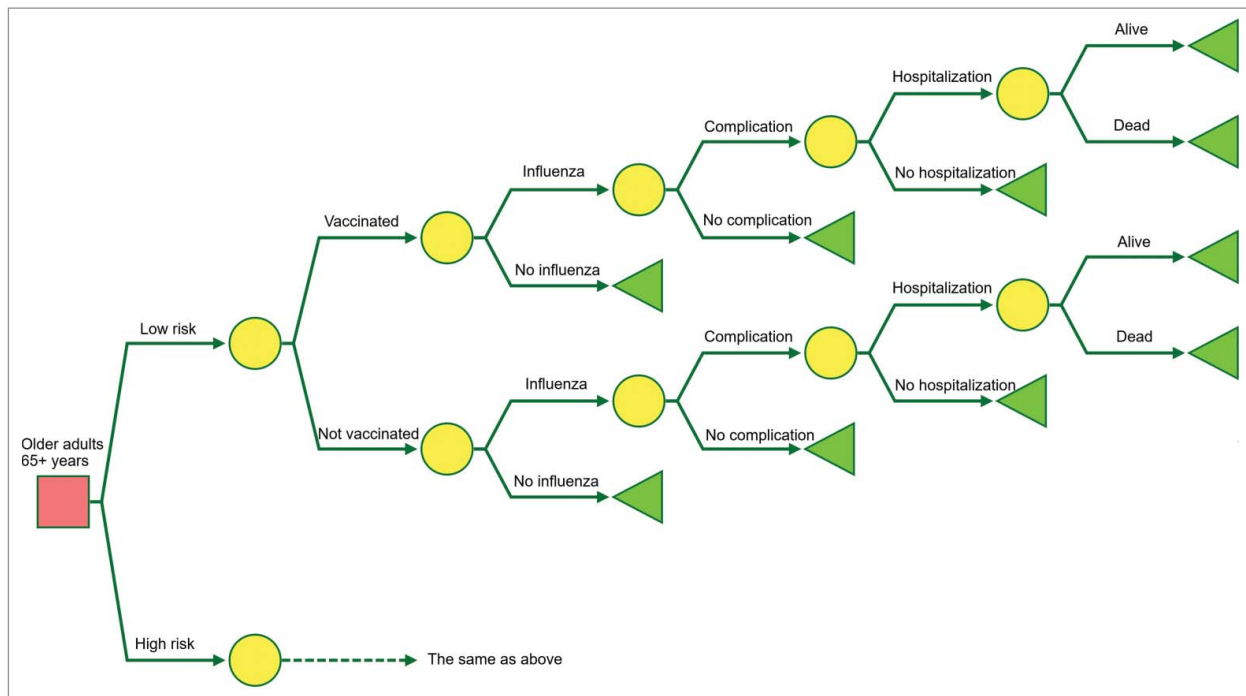 Alive
Hospitalization
Complication
Dead
Influenza
No hospitalization
Vaccinated
No complication
No influenza
Alive
Hospitalization
Low risk
Complication
Dead
Influenza
No hospitalization
Not vaccinated
No complication
Older adults
65+ years
No influenza
High risk
The same as above